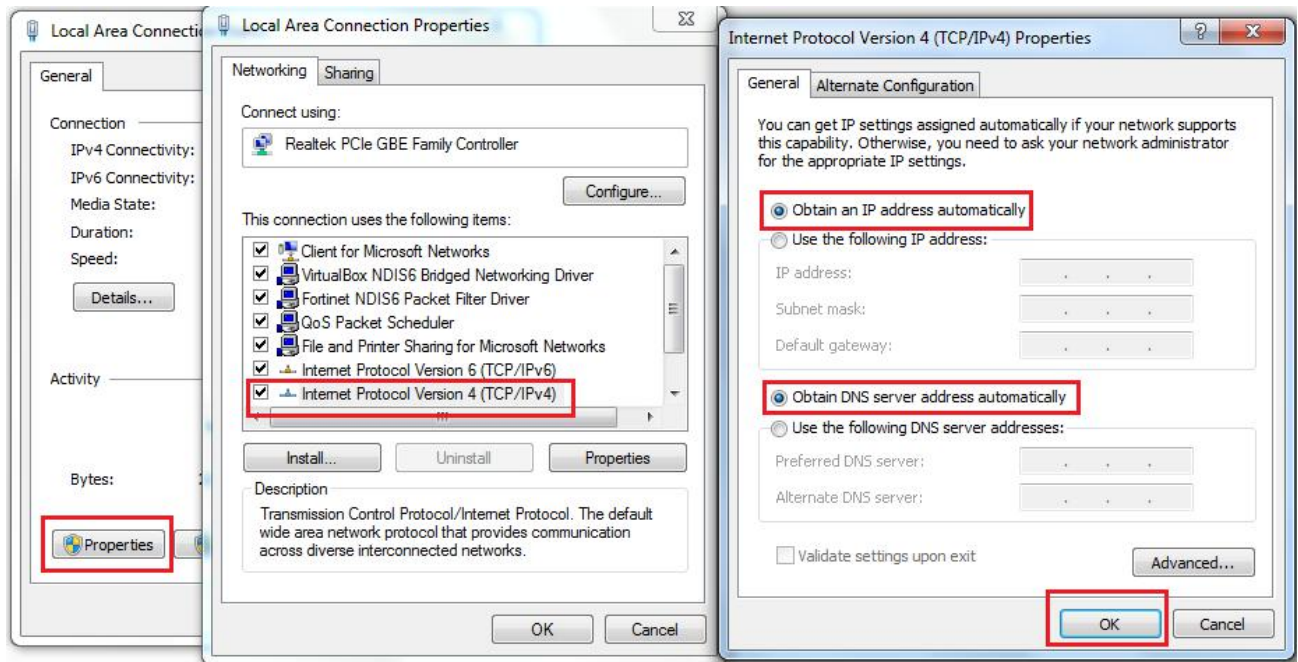 Local Area Connecti
General
Connection
IPv4 Connectivity:
IPv6 Connectivity:
Media State:
Duration:
Speed:
Details...
Activity
Bytes:
Properties
Local Area Connection Properties
Networking
Sharing
Connect using:
Realtek PCIe GBE Family Controller
Configure...
This connection uses the following items:
Client for Microsoft Networks
VirtualBox NDIS6 Bridged Networking Driver
Fortinet NDIS6 Packet Filter Driver
QoS Packet Scheduler
File and Printer Sharing for Microsoft Networks
Internet Protocol Version 6 (TCP/IPv6)
Internet Protocol Version 4 (TCP/IPv4)
Install...
Uninstall
Properties
Description
Transmission Control Protocol/Internet Protocol. The default
wide area network protocol that provides communication
across diverse interconnected networks.
OK
Cancel
Internet Protocol Version 4 (TCP/IPv4) Properties
General
Alternate Configuration
You can get IP settings assigned automatically if your network supports
this capability. Otherwise, you need to ask your network administrator
for the appropriate IP settings.
Obtain an IP address automatically
Use the following IP address:
IP address:
Subnet mask:
Default gateway:
Obtain DNS server address automatically
Use the following DNS server addresses:
Preferred DNS server:
Alternate DNS server:
Validate settings upon exit
Advanced...
OK
Cancel